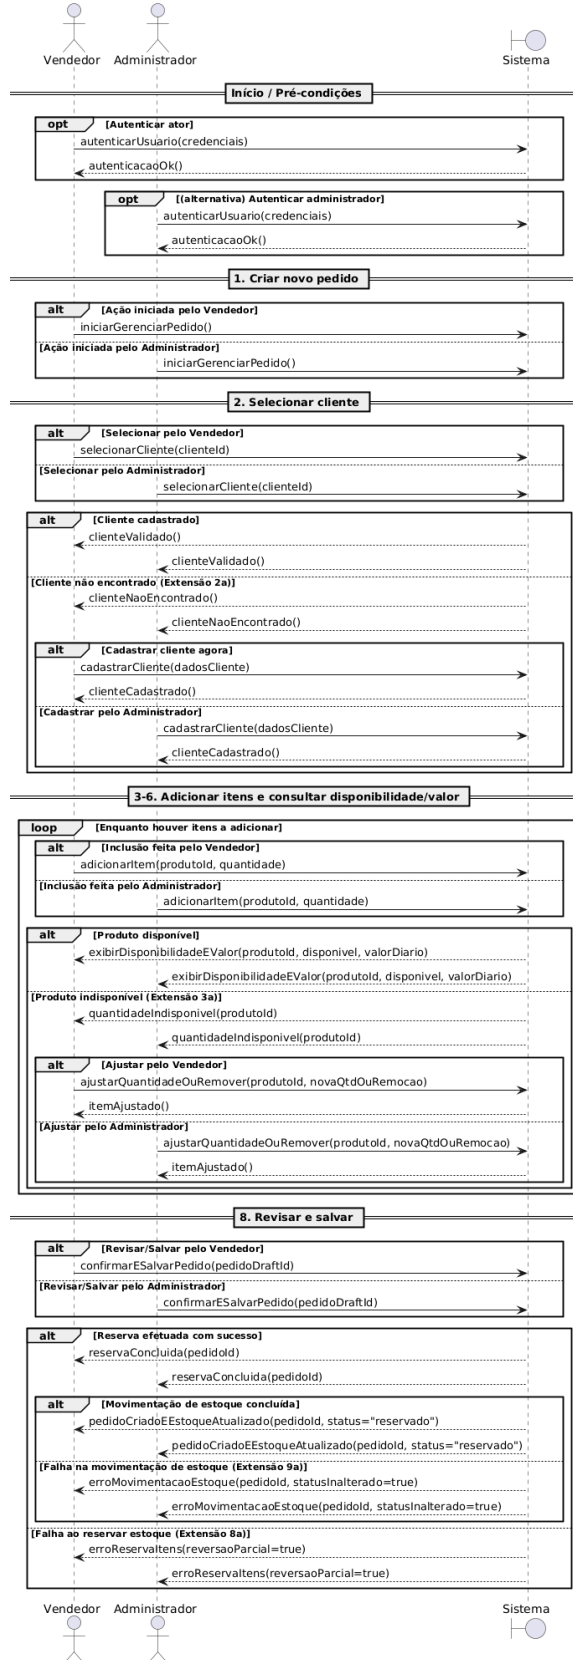 Vendedor Administrador Sistema
Início / Pré-condições
opt [Autenticar ator]
autenticarUsuario(credenciais)
autenticacaoOk()
opt [(alternativa) Autenticar administrador]
autenticarUsuario(credenciais)
autenticacaoOk()
1. Criar novo pedido
alt [Ação iniciada pelo Vendedor]
iniciarGerenciarPedido()
[Ação iniciada pelo Administrador]
iniciarGerenciarPedido()
2. Selecionar cliente
alt [Selecionar pelo Vendedor]
selecionarCliente(clienteId)
[Selecionar pelo Administrador]
selecionarCliente(clienteId)
alt [Cliente cadastrado]
clienteValidado()
clienteValidado()
[Cliente não encontrado (Extensão 2a)]
clienteNaoEncontrado()
clienteNaoEncontrado()
alt [Cadastrar cliente agora]
cadastrarCliente(dadosCliente)
clienteCadastrado()
[Cadastrar pelo Administrador]
cadastrarCliente(dadosCliente)
clienteCadastrado()
3-6. Adicionar itens e consultar disponibilidade/valor
loop [Enquanto houver itens a adicionar]
alt [Inclusão feita pelo Vendedor]
adicionarItem(produtoId, quantidade)
[Inclusão feita pelo Administrador]
adicionarItem(produtoId, quantidade)
alt [Produto disponível]
exibirDisponibilidadeEValor(produtoId, disponivel, valorDiario)
exibirDisponibilidadeEValor(produtoId, disponivel, valorDiario)
[Produto indisponível (Extensão 3a)]
quantidadeIndisponivel(produtoId)
quantidadeIndisponivel(produtoId)
alt [Ajustar pelo Vendedor]
ajustarQuantidadeOuRemover(produtoId, novaQtdOuRemocao)
itemAjustado()
[Ajustar pelo Administrador]
ajustarQuantidadeOuRemover(produtoId, novaQtdOuRemocao)
itemAjustado()
8. Revisar e salvar
alt [Revisar/Salvar pelo Vendedor]
confirmarESalvarPedido(pedidoDraftId)
[Revisar/Salvar pelo Administrador]
confirmarESalvarPedido(pedidoDraftId)
alt [Reserva efetuada com sucesso]
reservaConcluida(pedidoId)
reservaConcluida(pedidoId)
alt [Movimentação de estoque concluída]
pedidoCriadoEEstoqueAtualizado(pedidoId, status="reservado")
pedidoCriadoEEstoqueAtualizado(pedidoId, status="reservado")
[Falha na movimentação de estoque (Extensão 9a)]
erroMovimentacaoEstoque(pedidoId, statusInalterado=true)
erroMovimentacaoEstoque(pedidoId, statusInalterado=true)
[Falha ao reservar estoque (Extensão 8a)]
erroReservaItens(reversaoParcial=true)
erroReservaItens(reversaoParcial=true)
Vendedor Administrador Sistema